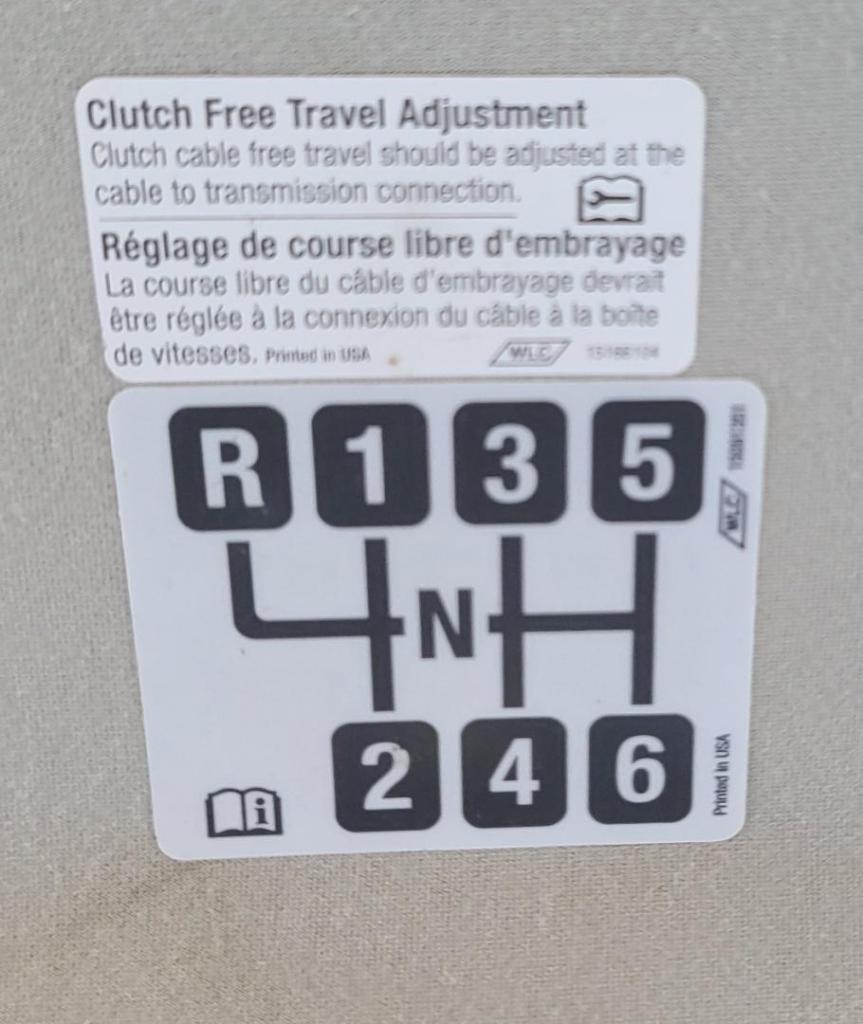 Clutch Free Travel Adjustment
Clutch cable free travel should be adjusted at the
cable to transmission connection.
Réglage de course libre d'embrayage
La course libre du câble d'embrayage devrait
être réglée à la connexion du câble à la boîte
de vitesses. Printed in USA WLC
R 1 3 5
WLC
N
2 4 6
i
Printed in USA